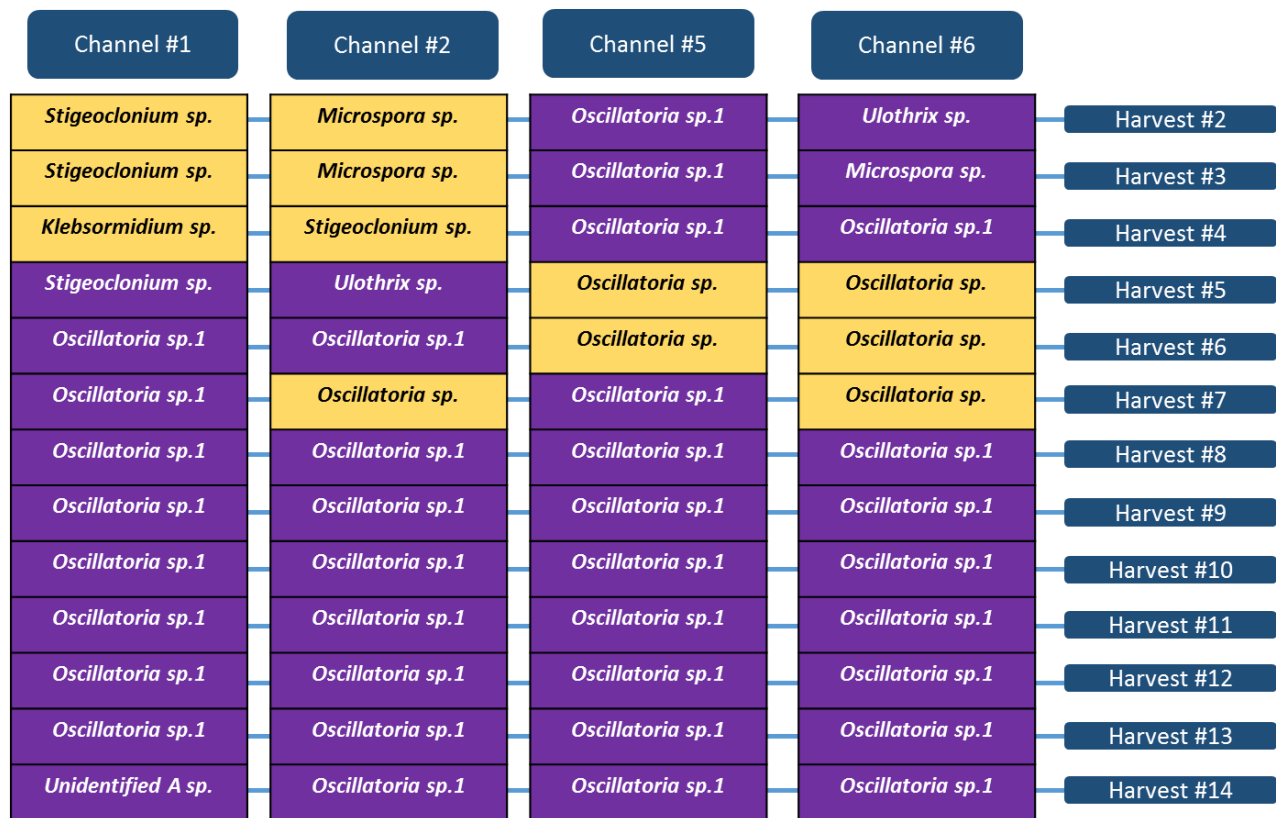 Channel #1 Channel #2 Channel #5 Channel #6
Stigeoclonium sp. Microspora sp. Oscillatoria sp.1 Ulothrix sp. Harvest #2
Stigeoclonium sp. Microspora sp. Oscillatoria sp.1 Microspora sp. Harvest #3
Klebsormidium sp. Stigeoclonium sp. Oscillatoria sp.1 Oscillatoria sp.1 Harvest #4
Stigeoclonium sp. Ulothrix sp. Oscillatoria sp. Oscillatoria sp. Harvest #5
Oscillatoria sp.1 Oscillatoria sp.1 Oscillatoria sp. Oscillatoria sp. Harvest #6
Oscillatoria sp.1 Oscillatoria sp. Oscillatoria sp.1 Oscillatoria sp. Harvest #7
Oscillatoria sp.1 Oscillatoria sp.1 Oscillatoria sp.1 Oscillatoria sp.1 Harvest #8
Oscillatoria sp.1 Oscillatoria sp.1 Oscillatoria sp.1 Oscillatoria sp.1 Harvest #9
Oscillatoria sp.1 Oscillatoria sp.1 Oscillatoria sp.1 Oscillatoria sp.1 Harvest #10
Oscillatoria sp.1 Oscillatoria sp.1 Oscillatoria sp.1 Oscillatoria sp.1 Harvest #11
Oscillatoria sp.1 Oscillatoria sp.1 Oscillatoria sp.1 Oscillatoria sp.1 Harvest #12
Oscillatoria sp.1 Oscillatoria sp.1 Oscillatoria sp.1 Oscillatoria sp.1 Harvest #13
Unidentified A sp. Oscillatoria sp.1 Oscillatoria sp.1 Oscillatoria sp.1 Harvest #14